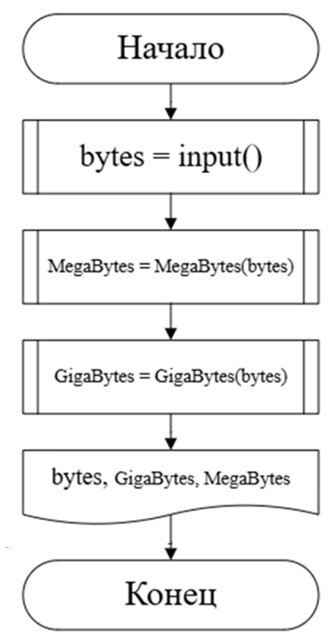 Начало
bytes = input()
MegaBytes = MegaBytes(bytes)
GigaBytes = GigaBytes(bytes)
bytes, GigaBytes, MegaBytes
Конец